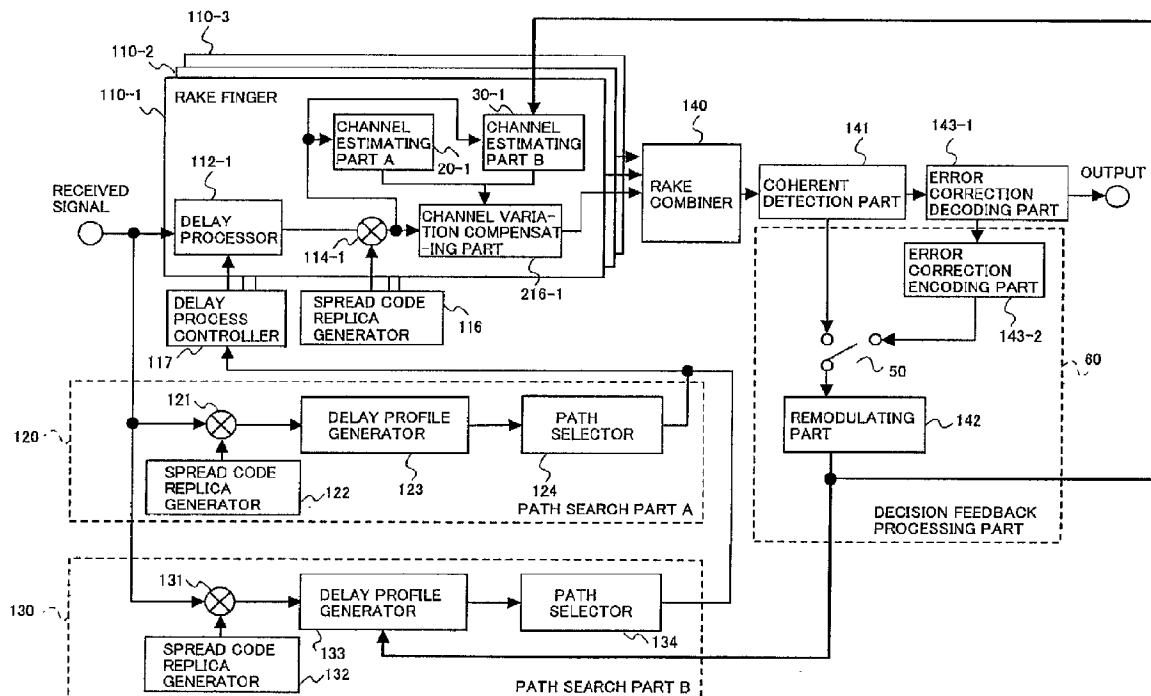 110-3
110-2
110-1
RAKE FINGER
30-1
CHANNEL
ESTIMATING
PART A
20-1
CHANNEL
ESTIMATING
PART B
140
141
143-1
RECEIVED
SIGNAL
112-1
DELAY
PROCESSOR
114-1
CHANNEL VARIA-
TION COMPENSAT
-ING PART
216-1
RAKE
COMBINER
COHERENT
DETECTION PART
ERROR
CORRECTION
DECODING PART
OUTPUT
ERROR
CORRECTION
ENCODING PART
143-2
DELAY
PROCESS
CONTROLLER
117
SPREAD CODE
REPLICA
GENERATOR
116
50
60
120
121
DELAY PROFILE
GENERATOR
123
PATH
SELECTOR
124
REMODULATING
PART
142
SPREAD CODE
REPLICA
GENERATOR
122
PATH SEARCH PART A
DECISION FEEDBACK
PROCESSING PART
130
131
DELAY PROFILE
GENERATOR
133
PATH
SELECTOR
134
SPREAD CODE
REPLICA
GENERATOR
132
PATH SEARCH PART B